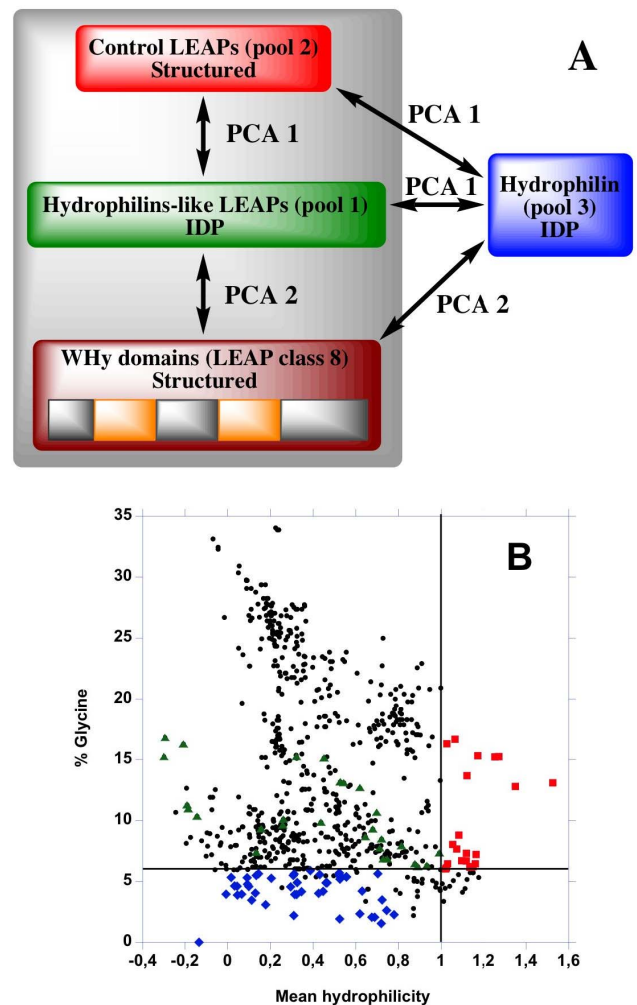 Control LEAPs (pool 2)
Structured
A
PCA 1
PCA 1
Hydrophilins-like LEAPs (pool 1)
IDP
PCA 1
Hydrophilin
(pool 3)
IDP
PCA 2
PCA 2
WHy domains (LEAP class 8)
Structured
B
% Glycine
35
30
25
20
15
10
5
0
-0,4
-0,2
0
0,2
0,4
0,6
0,8
1
1,2
1,4
1,6
Mean hydrophilicity